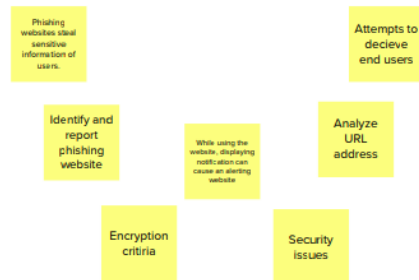 Phishing
websites steal
sensitive
information of
users.
Attempts to
decieve
end users
Identify and
report
phishing
website
While using the
website, displaying
notification can
cause an alerting
website
Analyze
URL
address
Encryption
critiria
Security
issues